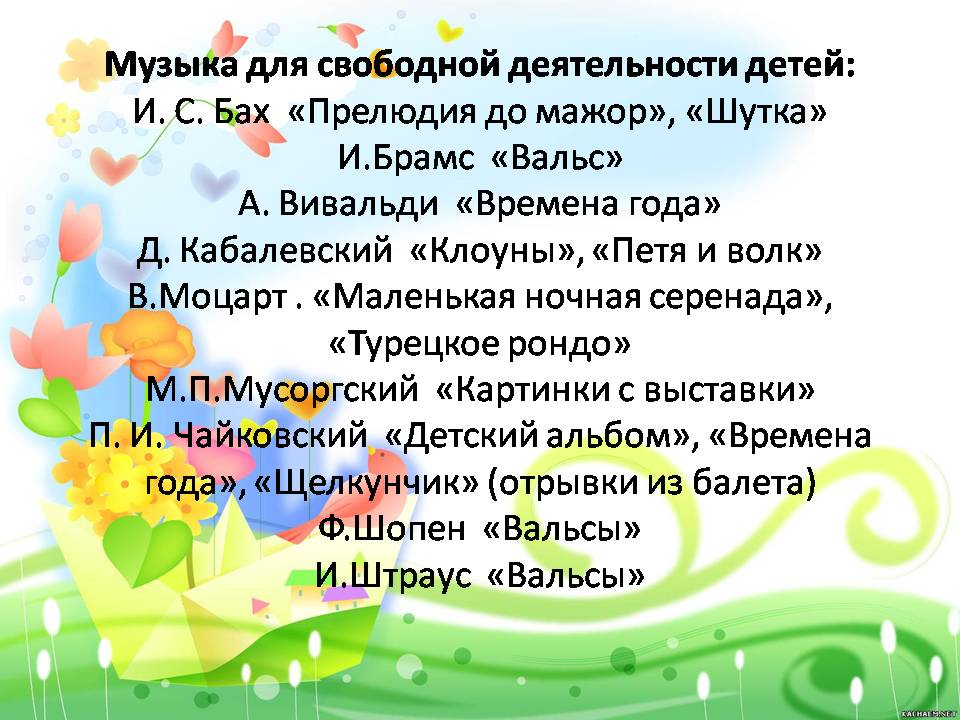 Музыка для свободной деятельности детей:
И. С. Бах «Прелюдия до мажор», «Шутка»
И.Брамс «Вальс»
А. Вивальди «Времена года»
Д. Кабалевский «Клоуны», «Петя и волк»
В.Моцарт . «Маленькая ночная серенада»,
«Турецкое рондо»
М.П.Мусоргский «Картинки с выставки»
П. И. Чайковский «Детский альбом», «Времена
года», «Щелкунчик» (отрывки из балета)
Ф.Шопен «Вальсы»
И.Штраус «Вальсы»
KACHAEM.NET